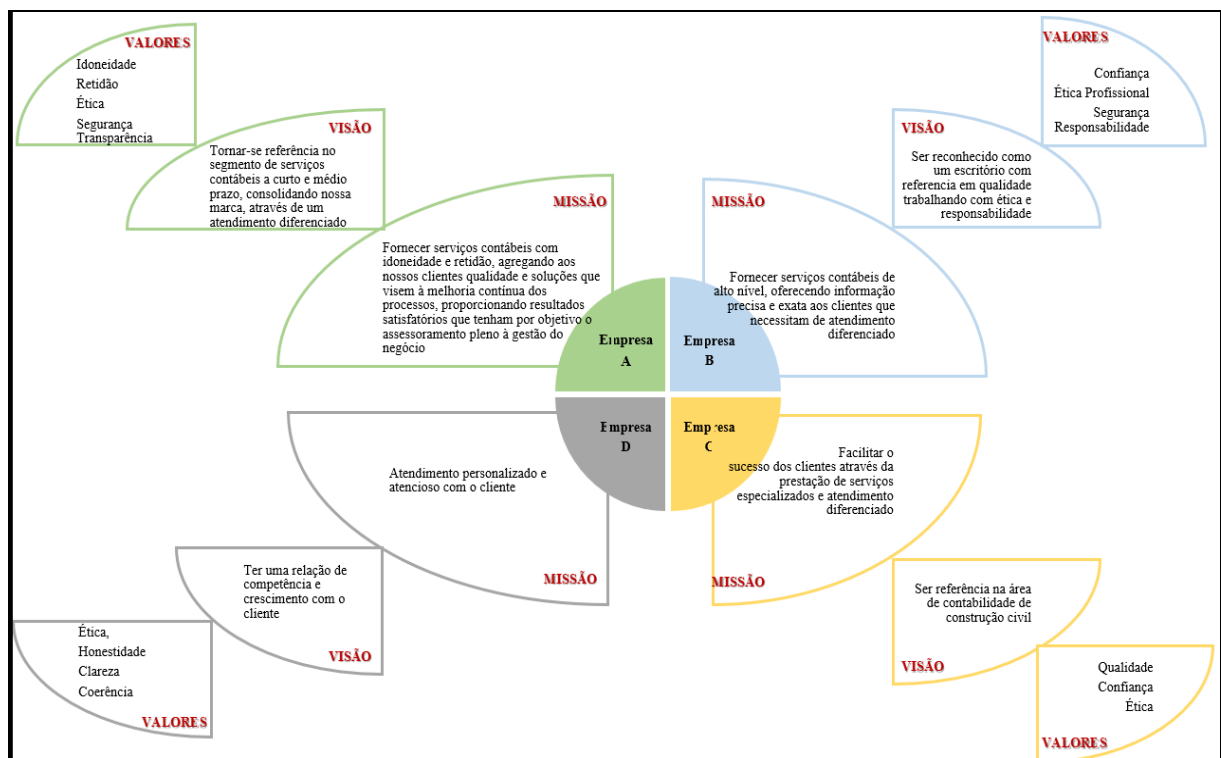 VALORES
Idoneidade
Retidão
Ética
Segurança
Transparência
VISÃO
Tornar-se referência no
segmento de serviços
contábeis a curto e médio
prazo, consolidando nossa
marca, através de um
atendimento diferenciado
MISSÃO
Fornecer serviços contábeis com
idoneidade e retidão, agregando aos
nossos clientes qualidade e soluções que
visem à melhoria contínua dos
processos, proporcionando resultados
satisfatórios que tenham por objetivo o
assessoramento pleno à gestão do
negócio
Empresa
A
VALORES
Confiança
Ética Profissional
Segurança
Responsabilidade
VISÃO
Ser reconhecido como
um escritório com
referencia em qualidade
trabalhando com ética e
responsabilidade
MISSÃO
Fornecer serviços contábeis de
alto nível, oferecendo informação
precisa e exata aos clientes que
necessitam de atendimento
diferenciado
Empresa
B
Empresa
D
Atendimento personalizado e
atencioso com o cliente
MISSÃO
Ter uma relação de
competência e
crescimento com o
cliente
VISÃO
Ética,
Honestidade
Clareza
Coerência
VALORES
Empresa
C
Facilitar o
sucesso dos clientes através da
prestação de serviços
especializados e atendimento
diferenciado
MISSÃO
Ser referência na área
de contabilidade de
construção civil
VISÃO
Qualidade
Confiança
Ética
VALORES